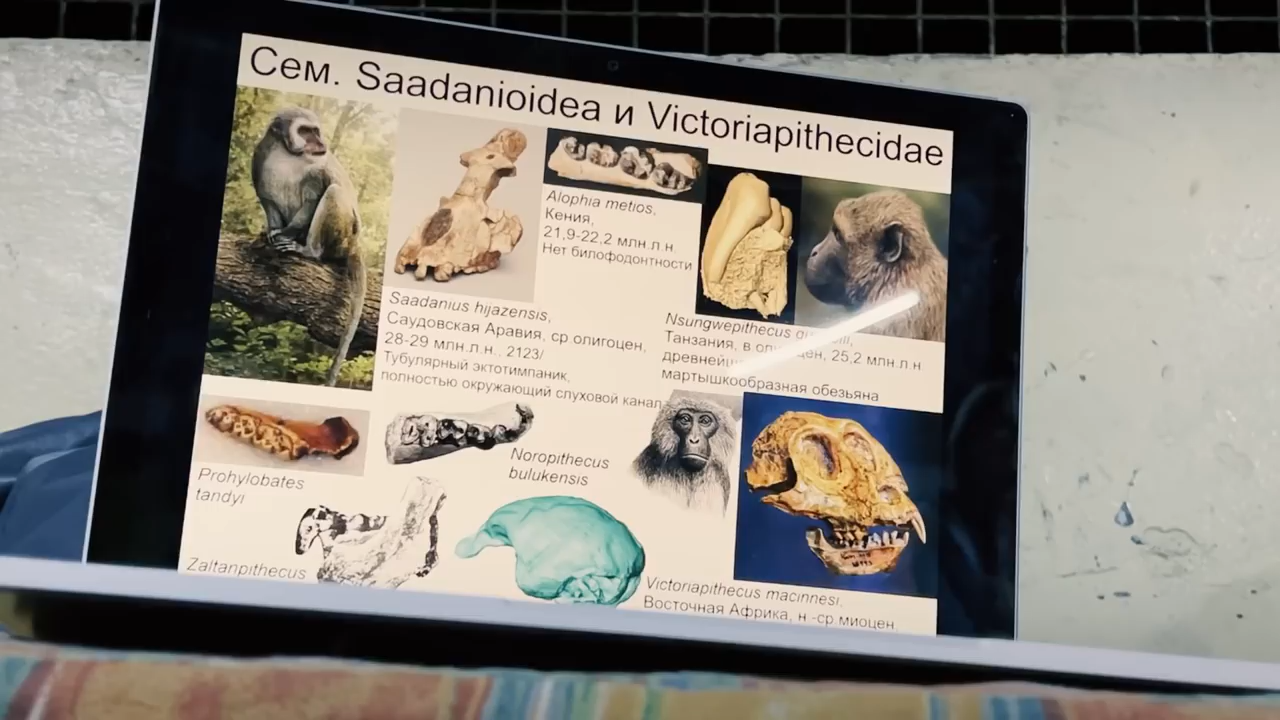 Сем. Saadanioidea и Victoriapithecidae
Alophia metios,
Кения,
21,9-22,2 млн.л.н.
Нет билофодонтности
Saadanius hijazensis,
Саудовская Аравия, ср.олигоцен,
28-29 млн.л.н., 2123/
Тубулярный эктотимпаник,
полностью окружающий слуховой канал
Nsungwepithecus
Танзания, в 25,2 млн.л.н
мартышкообразная обезьяна
Prohylobates
tandyi
Noropithecus
bulukensis
Zaltanpithecus
Victoriapithecus macinnesi,
Восточная Африка, н.-ср.миоцен,